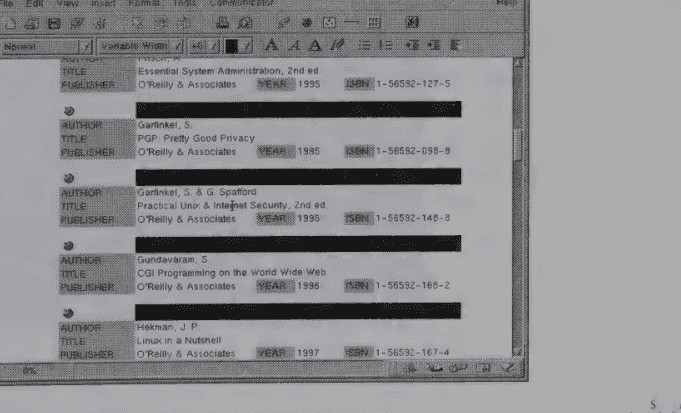 File Edit View Insert Format Tools Communicator Help
Normal Variable Width +0
Frisch, A
TITLE Essential System Administration, 2nd ed.
PUBLISHER O'Reilly & Associates YEAR 1995 ISBN 1-56592-127-5
AUTHOR Garfinkel, S.
TITLE PGP: Pretty Good Privacy
PUBLISHER O'Reilly & Associates YEAR 1995 ISBN 1-56592-098-8
AUTHOR Garfinkel, S. & G. Spafford
TITLE Practical Unix & Internet Security, 2nd ed.
PUBLISHER O'Reilly & Associates YEAR 1996 ISBN 1-56592-148-8
AUTHOR Gundavaram, S.
TITLE CGI Programming on the World Wide Web
PUBLISHER O'Reilly & Associates YEAR 1996 ISBN 1-56592-168-2
AUTHOR Hekman, J. P.
TITLE Linux in a Nutshell
PUBLISHER O'Reilly & Associates YEAR 1997 ISBN 1-56592-167-4
0%
S